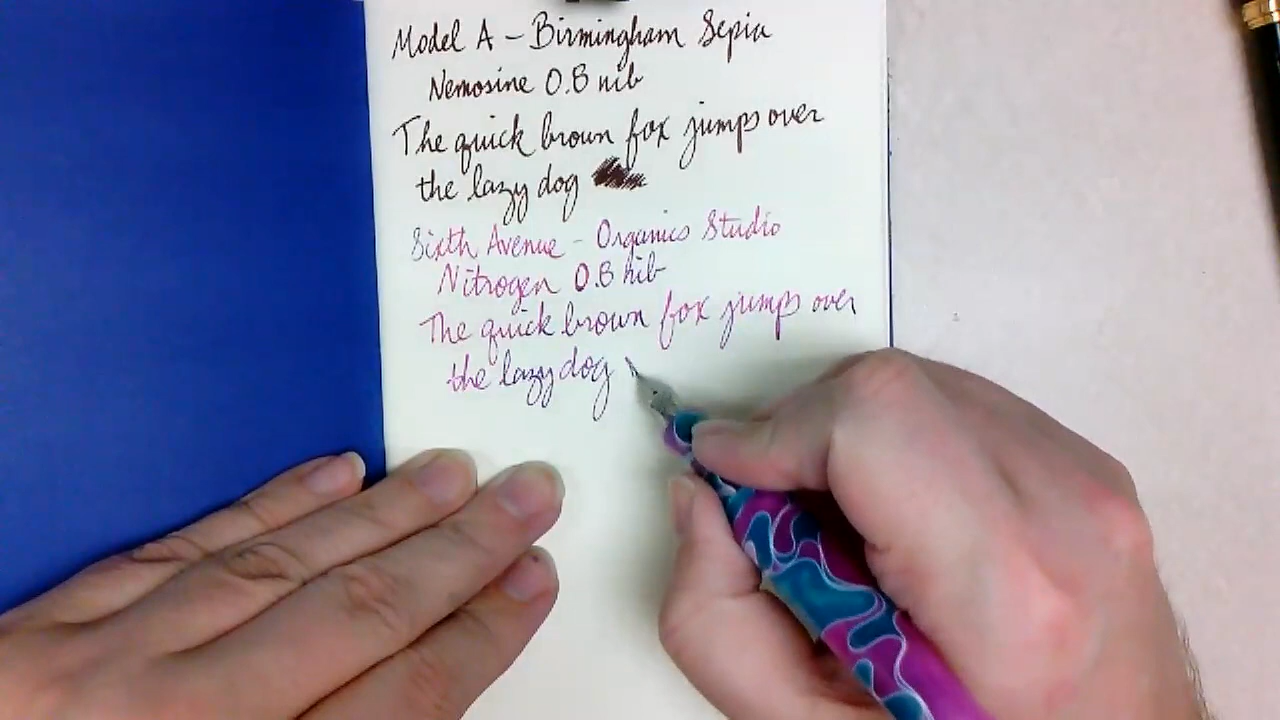 Model A - Birmingham Sepia
Nemosine 0.8 nib
The quick brown fox jumps over
the lazy dog
Sixth Avenue - Organics Studio
Nitrogen 0.8 nib
The quick brown fox jumps over
the lazy dog